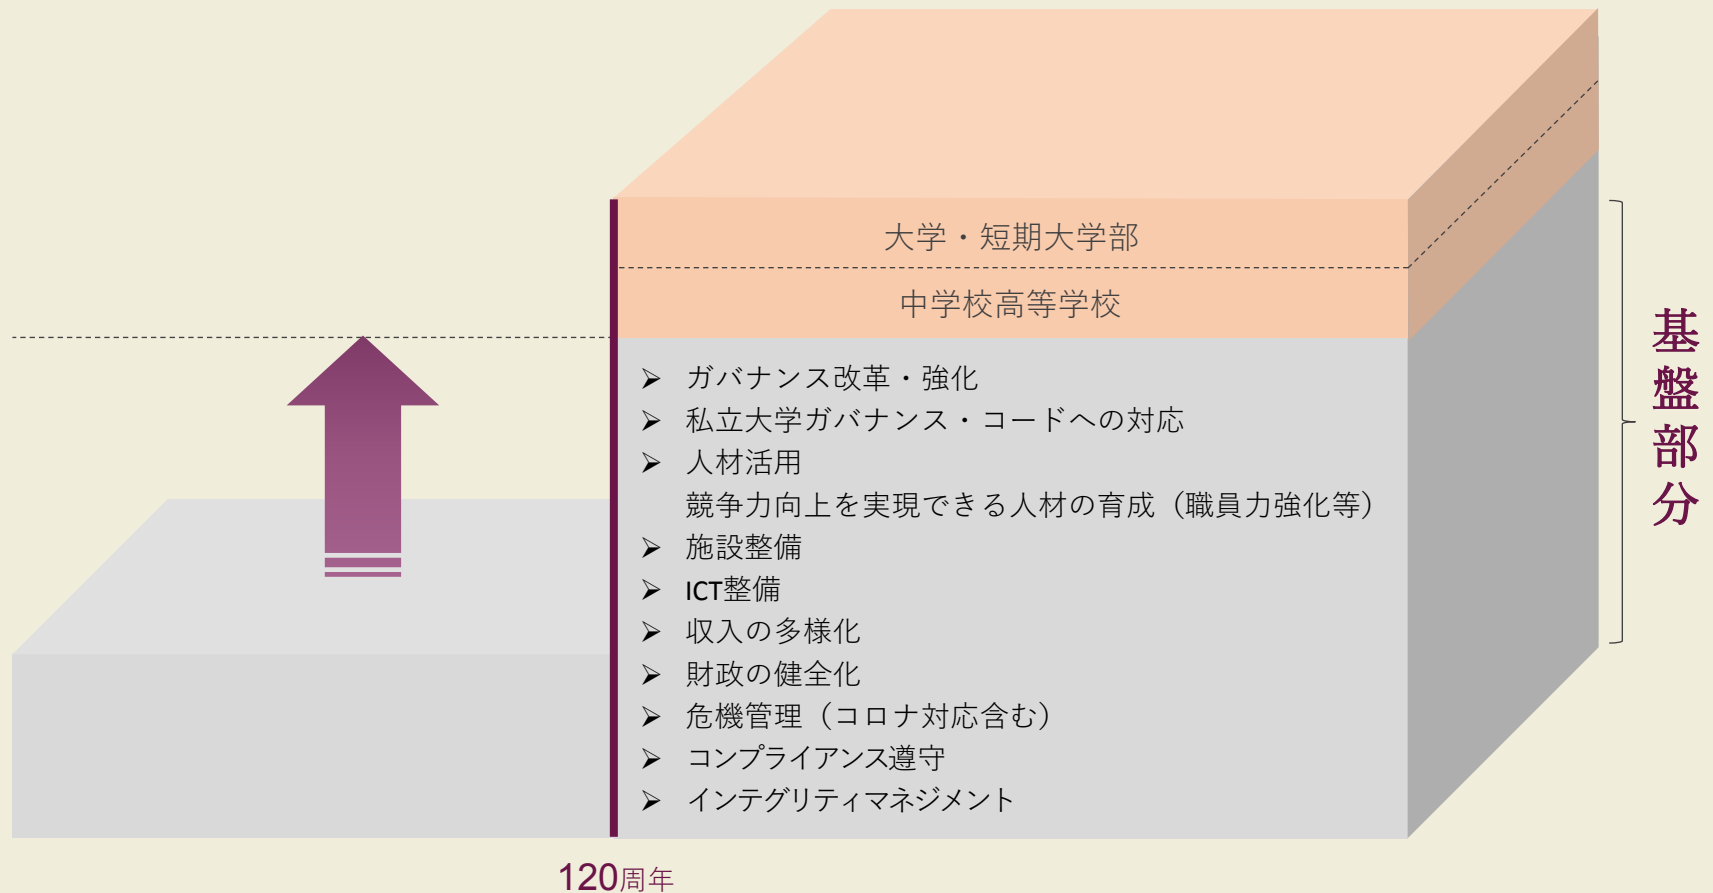 大学・短期大学部
中学校高等学校
➢ ガバナンス改革・強化
➢ 私立大学ガバナンス・コードへの対応
➢ 人材活用
競争力向上を実現できる人材の育成（職員力強化等）
➢ 施設整備
➢ ICT整備
➢ 収入の多様化
➢ 財政の健全化
➢ 危機管理（コロナ対応含む）
➢ コンプライアンス遵守
➢ インテグリティマネジメント
基盤部分
120周年